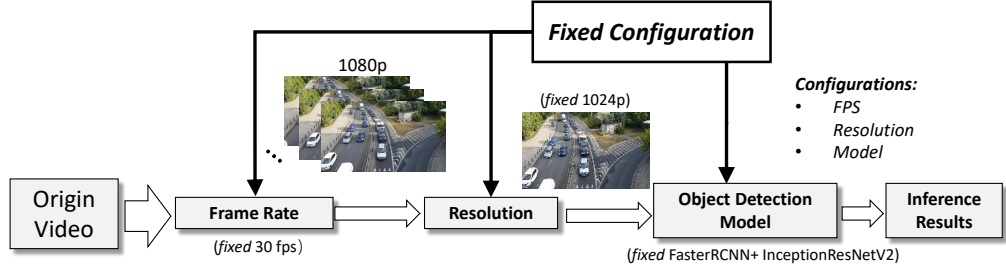 Fixed Configuration
1080p
(fixed 1024p)
Configurations:
• FPS
• Resolution
• Model
Origin
Video
Frame Rate
(fixed 30 fps)
Resolution
Object Detection
Model
(fixed FasterRCNN+ InceptionResNetV2)
Inference
Results